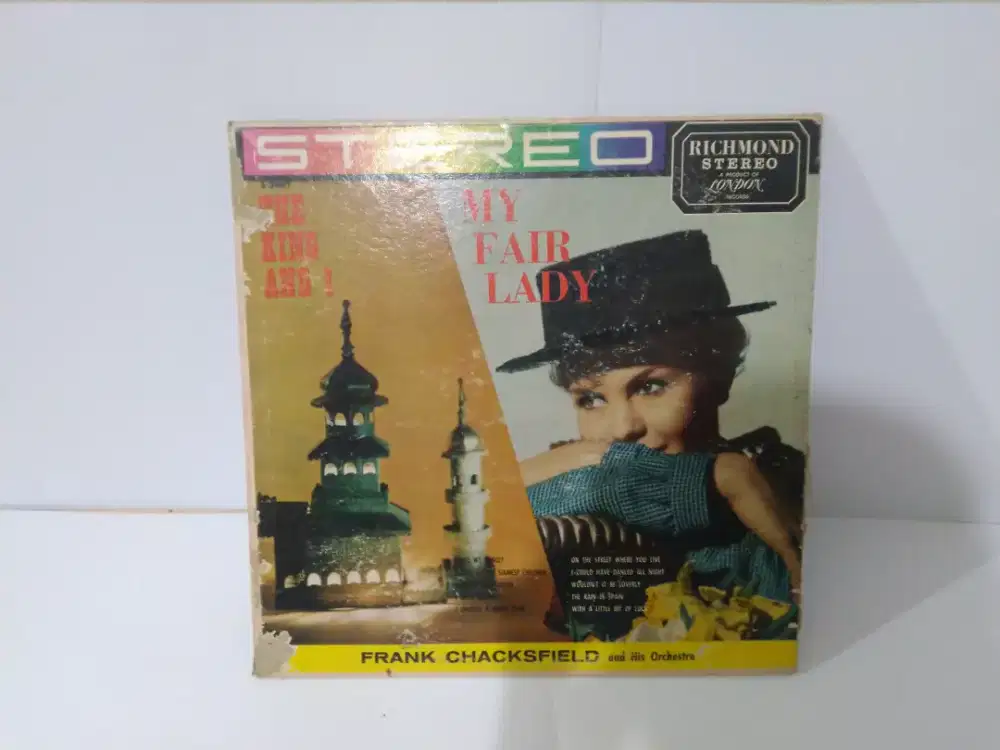 STEREO
RICHMOND
STEREO
A PRODUCT OF
LONDON
RECORDS
THE
KING
AND I
MY
FAIR
LADY
ON THE STREET WHERE YOU LIVE
I COULD HAVE DANCED ALL NIGHT
WOULDN'T IT BE LOVERLY
THE RAIN IN SPAIN
WITH A LITTLE BIT OF LUCK
FRANK CHACKSFIELD and His Orchestra